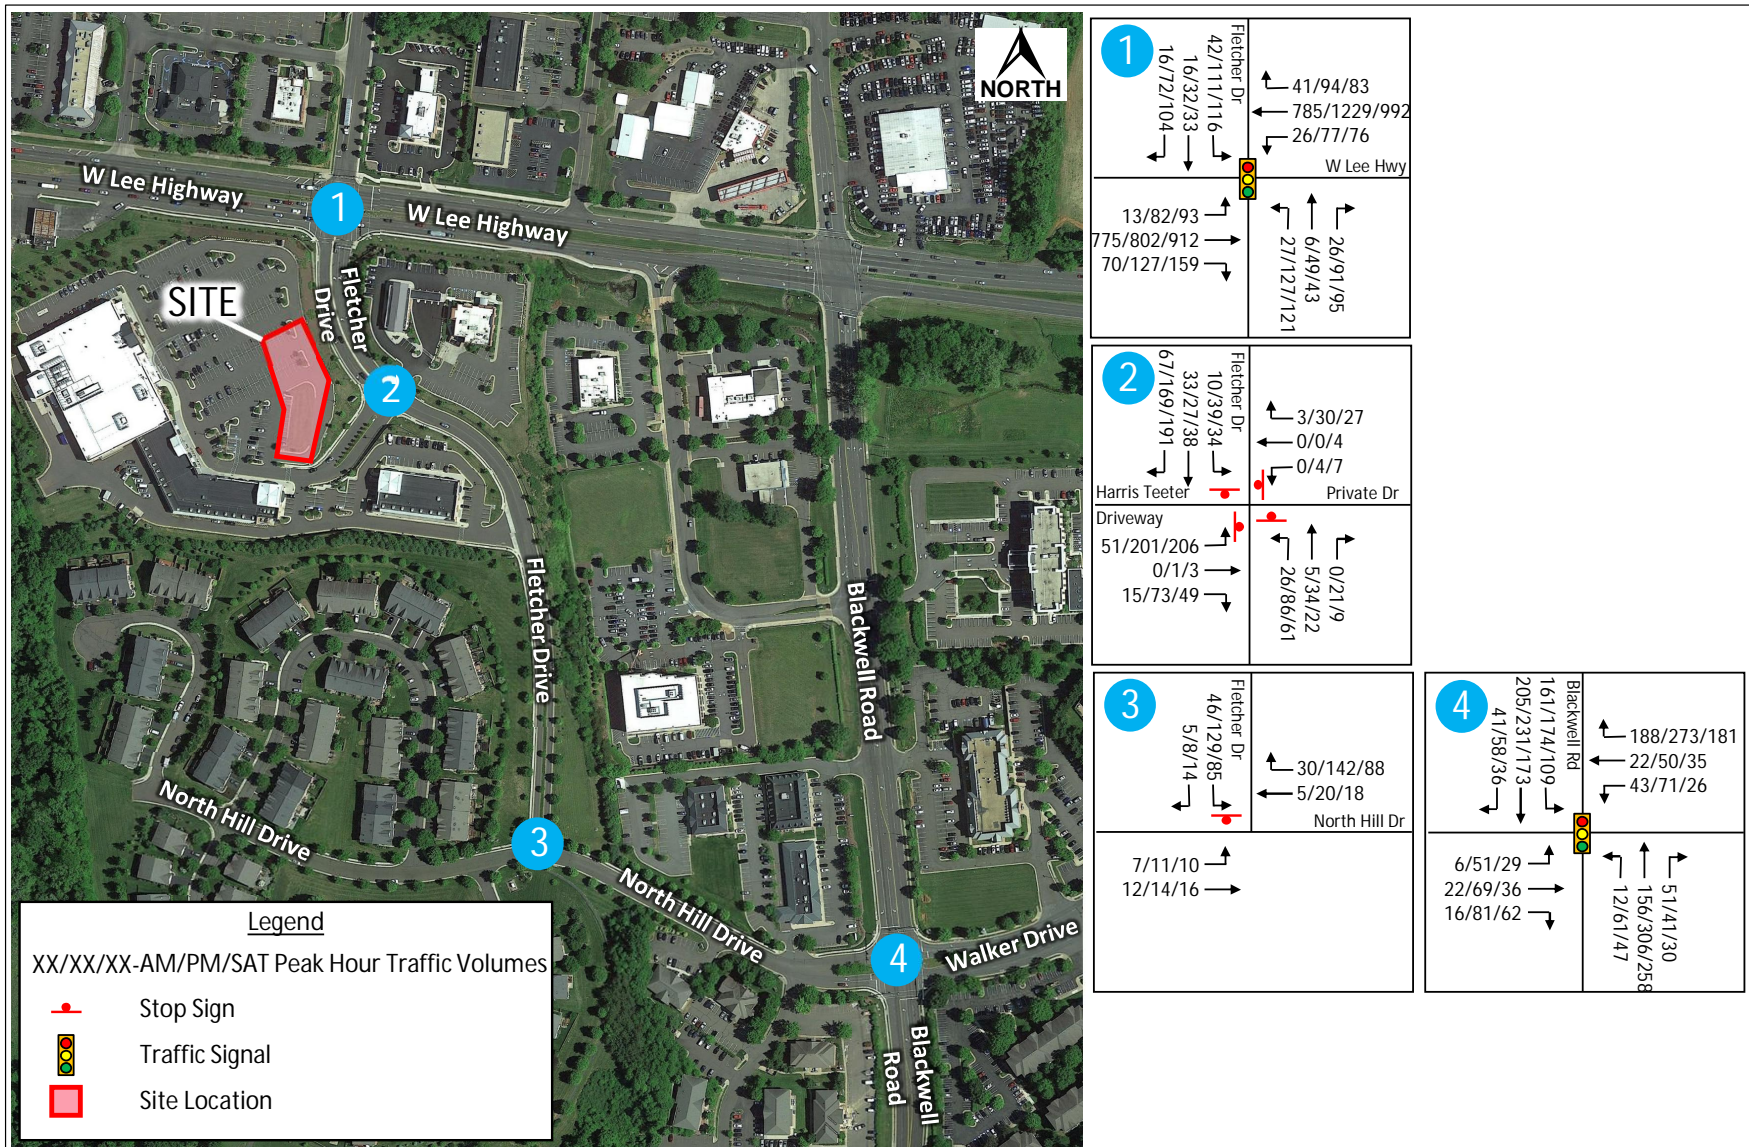 NORTH
W Lee Highway
W Lee Highway
1
Fletcher
Drive
SITE
2
Fletcher Drive
Blackwell Road
North Hill Drive
3
North Hill Drive
4
Walker Drive
Blackwell
Road
Legend
XX/XX/XX-AM/PM/SAT Peak Hour Traffic Volumes
Stop Sign
Traffic Signal
Site Location
1
16/72/104
16/32/33
42/111/116
Fletcher Dr
41/94/83
785/1229/992
26/77/76
W Lee Hwy
13/82/93
775/802/912
70/127/159
27/127/121
6/49/43
26/91/95
2
67/169/191
33/27/38
10/39/34
Fletcher Dr
3/30/27
0/0/4
0/4/7
Harris Teeter
Private Dr
Driveway
51/201/206
0/1/3
15/73/49
26/86/61
5/34/22
0/21/9
3
5/8/14
46/129/85
Fletcher Dr
30/142/88
5/20/18
North Hill Dr
7/11/10
12/14/16
4
41/58/36
205/231/173
161/174/109
Blackwell Rd
188/273/181
22/50/35
43/71/26
6/51/29
22/69/36
16/81/62
12/61/47
156/306/258
51/41/30